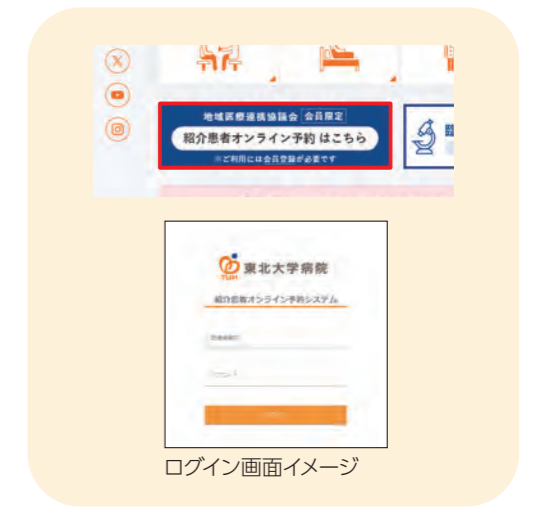 地域医療連携協議会 会員限定
紹介患者オンライン予約 はこちら
※ご利用には会員登録が必要です
TUH
東北大学病院
紹介患者オンライン予約システム
ログイン画面イメージ